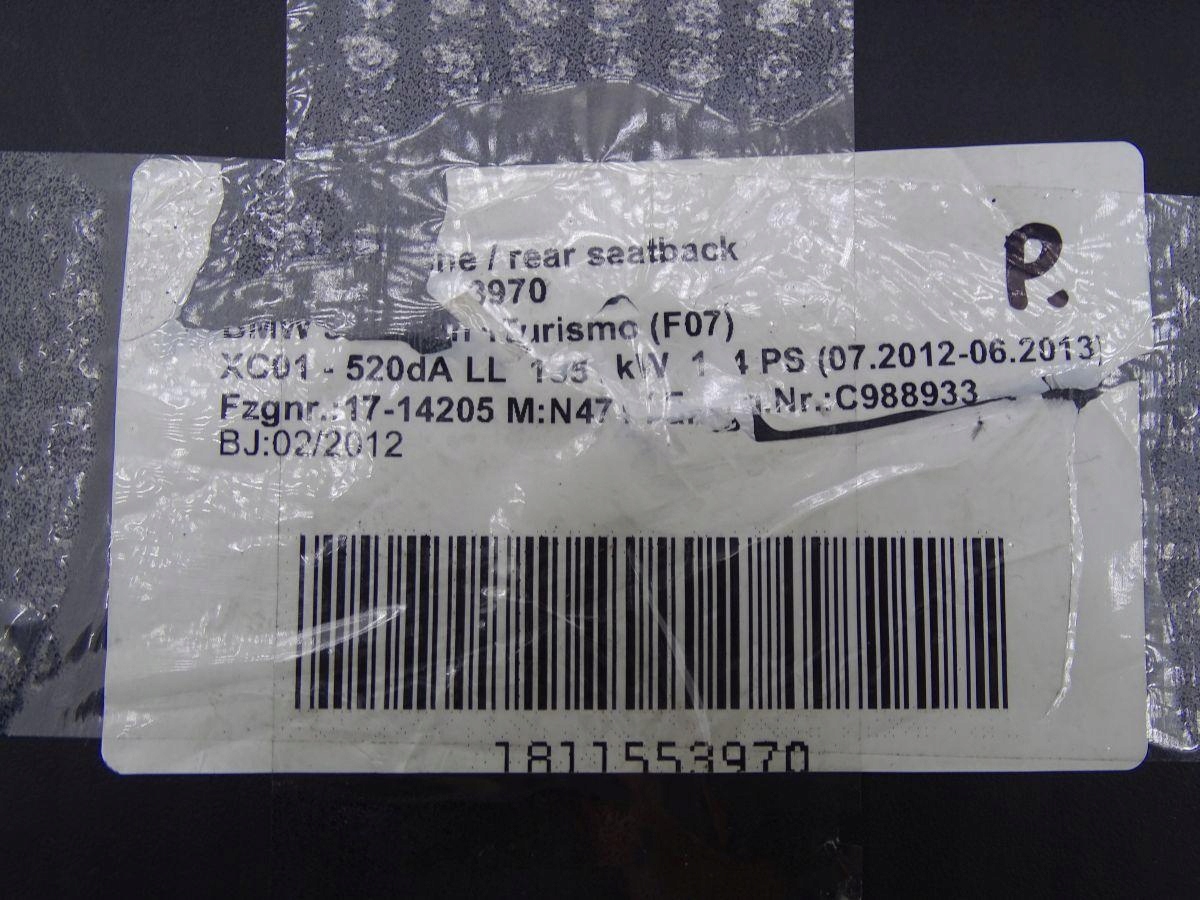 P.
/ rear seatback
3970
BMW Turismo (F07)
XC01 - 520dA LL kW PS (07.2012-06.2013)
Fzgnr.:17-14205 M:N47 .Nr.:C988933
BJ:02/2012
1811553970